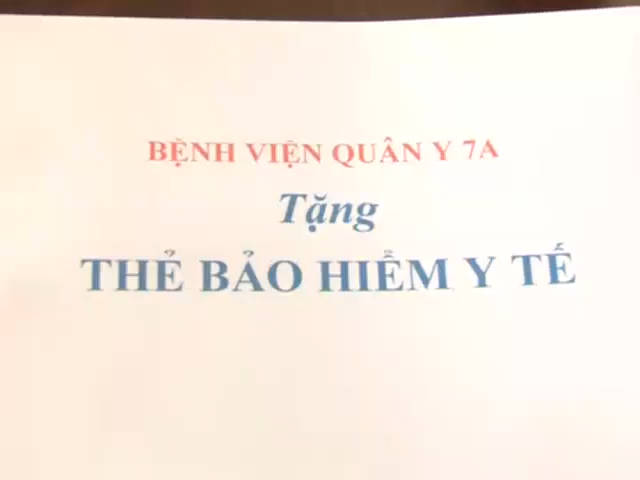 BỆNH VIỆN QUÂN Y 7A
Tặng
THẺ BẢO HIỂM Y TẾ